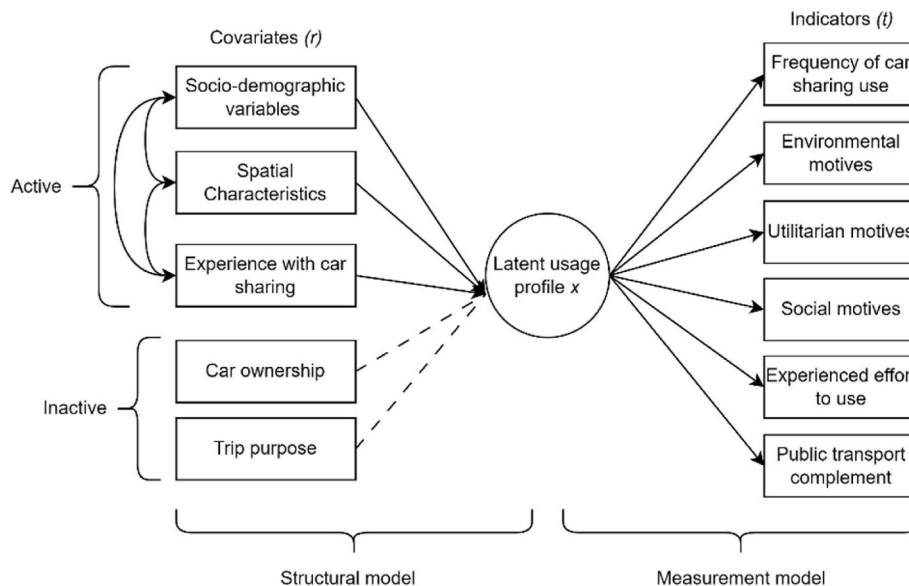 Covariates (r)
Indicators (t)
Active
Socio-demographic
variables
Spatial
Characteristics
Experience with car
sharing
Inactive
Car ownership
Trip purpose
Latent usage
profile x
Frequency of car
sharing use
Environmental
motives
Utilitarian motives
Social motives
Experienced effor
to use
Public transport
complement
Structural model
Measurement model